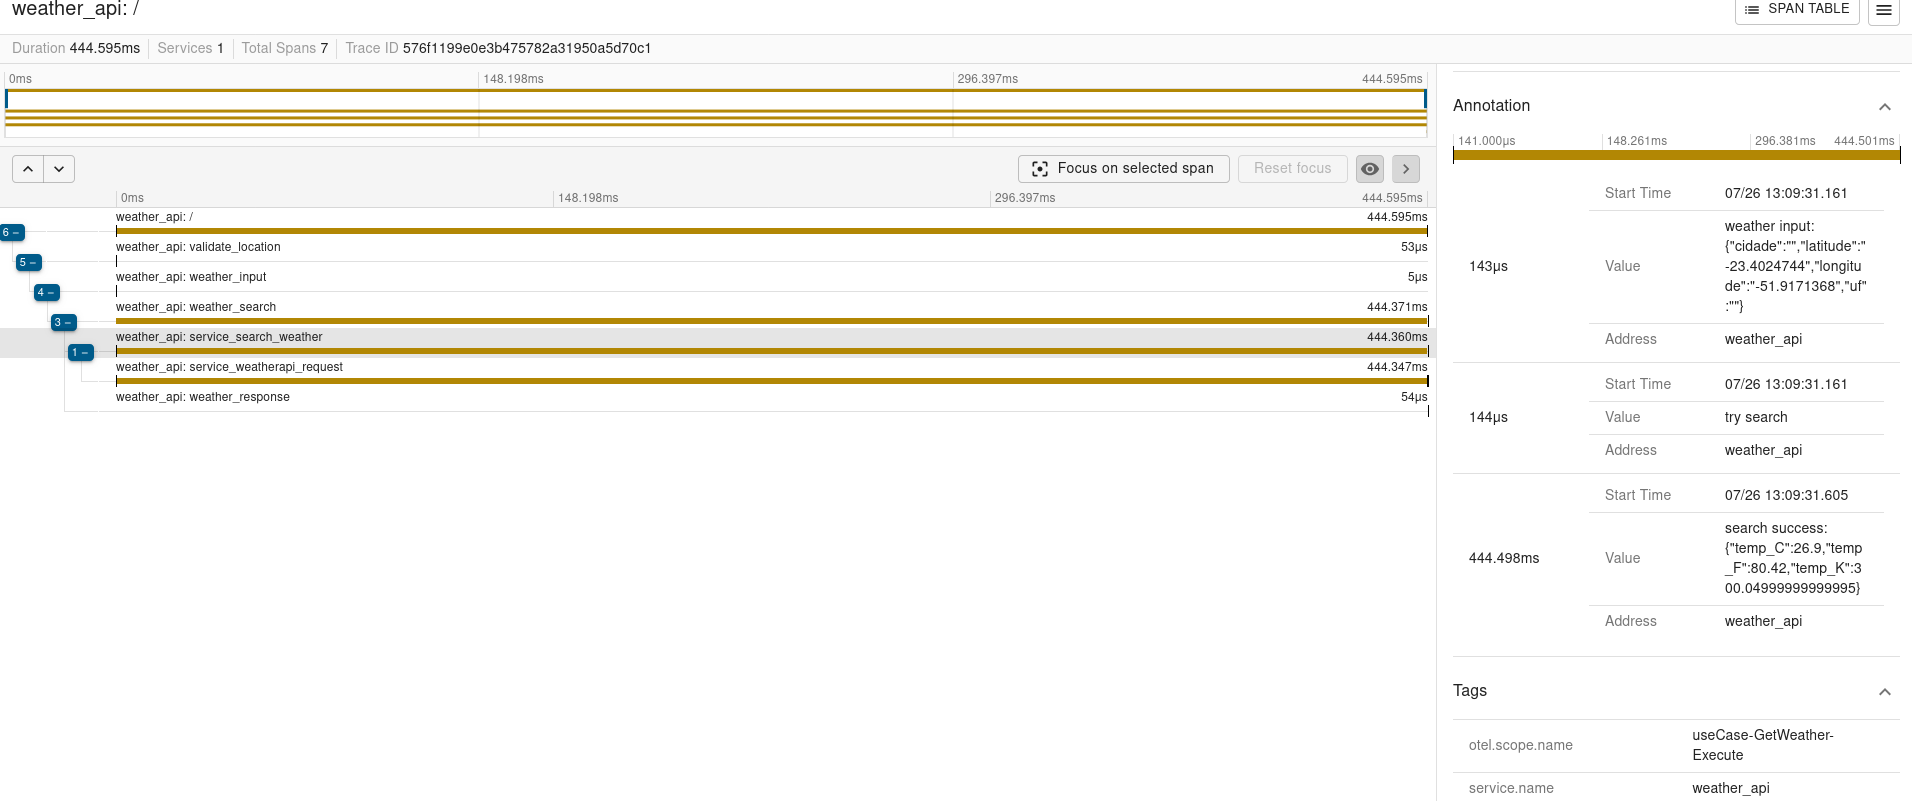 weather_api: /
SPAN TABLE
Duration 444.595ms Services 1 Total Spans 7 Trace ID 576f1199e0e3b475782a31950a5d70c1
0ms 148.198ms 296.397ms 444.595ms
Focus on selected span Reset focus
0ms 148.198ms 296.397ms 444.595ms
weather_api: / 444.595ms
6 −
weather_api: validate_location 53μs
5 −
weather_api: weather_input 5μs
4 −
weather_api: weather_search 444.371ms
3 −
weather_api: service_search_weather 444.360ms
1 −
weather_api: service_weatherapi_request 444.347ms
weather_api: weather_response 54μs
Annotation
141.000μs 148.261ms 296.381ms 444.501ms
Start Time 07/26 13:09:31.161
143μs
Value
weather input:
{"cidade":"","latitude":"
-23.4024744","longitu
de":"-51.9171368","uf"
:""}
Address weather_api
Start Time 07/26 13:09:31.161
144μs Value try search
Address weather_api
Start Time 07/26 13:09:31.605
444.498ms
Value
search success:
{"temp_C":26.9,"temp
_F":80.42,"temp_K":3
00.04999999999995}
Address weather_api
Tags
otel.scope.name
useCase-GetWeather-
Execute
service.name weather_api